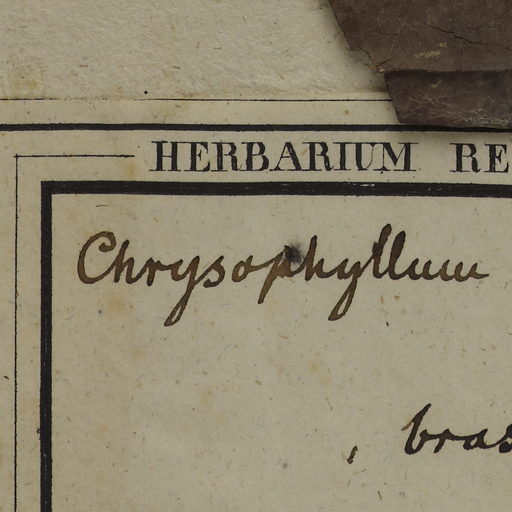 HERBARIUM RE
Chrysophyllum
, bras